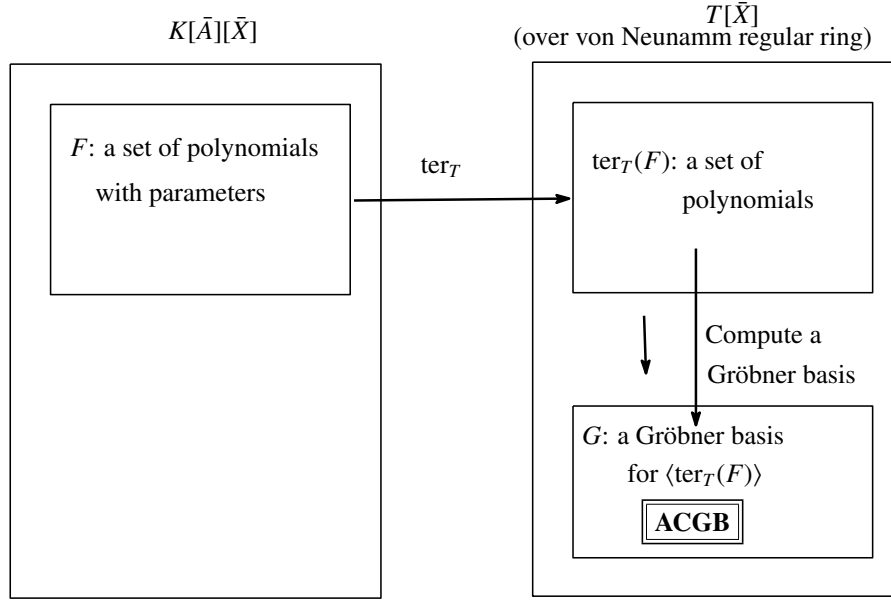 K[Ā][X̄]
T[X̄]
(over von Neunamm regular ring)
F: a set of polynomials
with parameters
ter_T
ter_T(F): a set of
polynomials
Compute a
Gröbner basis
G: a Gröbner basis
for ⟨ter_T(F)⟩
ACGB